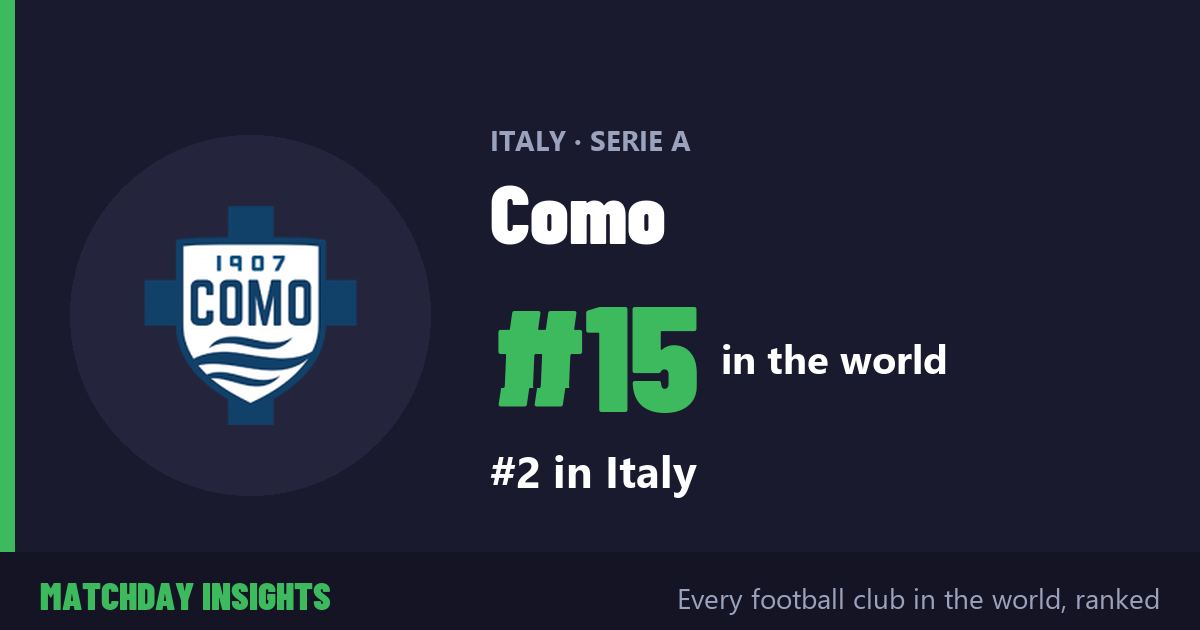 ITALY · SERIE A
Como
1907
COMO
#15 in the world
#2 in Italy
MATCHDAY INSIGHTS
Every football club in the world, ranked